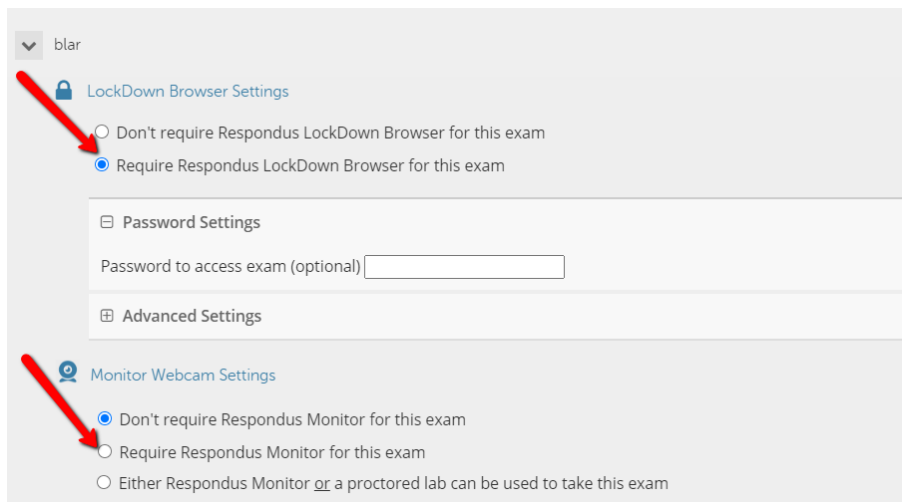 blar
LockDown Browser Settings
Don't require Respondus LockDown Browser for this exam
Require Respondus LockDown Browser for this exam
Password Settings
Password to access exam (optional)
Advanced Settings
Monitor Webcam Settings
Don't require Respondus Monitor for this exam
Require Respondus Monitor for this exam
Either Respondus Monitor or a proctored lab can be used to take this exam